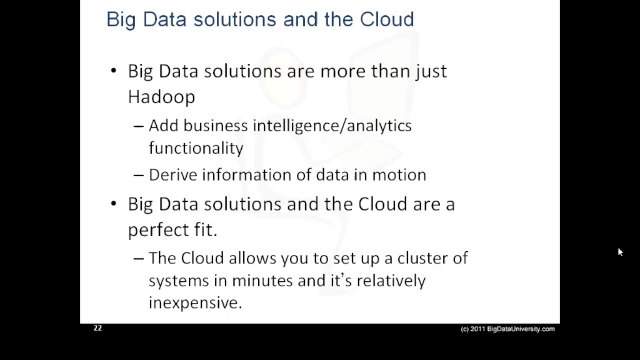 Big Data solutions and the Cloud
• Big Data solutions are more than just
Hadoop
– Add business intelligence/analytics
functionality
– Derive information of data in motion
• Big Data solutions and the Cloud are a
perfect fit.
– The Cloud allows you to set up a cluster of
systems in minutes and it’s relatively
inexpensive.
22
(c) 2011 BigDataUniversity.com